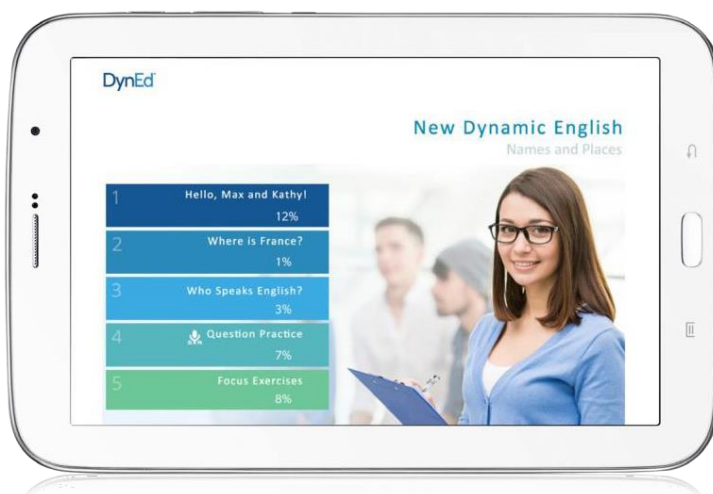 DynEd
New Dynamic English
Names and Places
1 Hello, Max and Kathy!
12%
2 Where is France?
1%
3 Who Speaks English?
3%
4 Question Practice
7%
5 Focus Exercises
8%